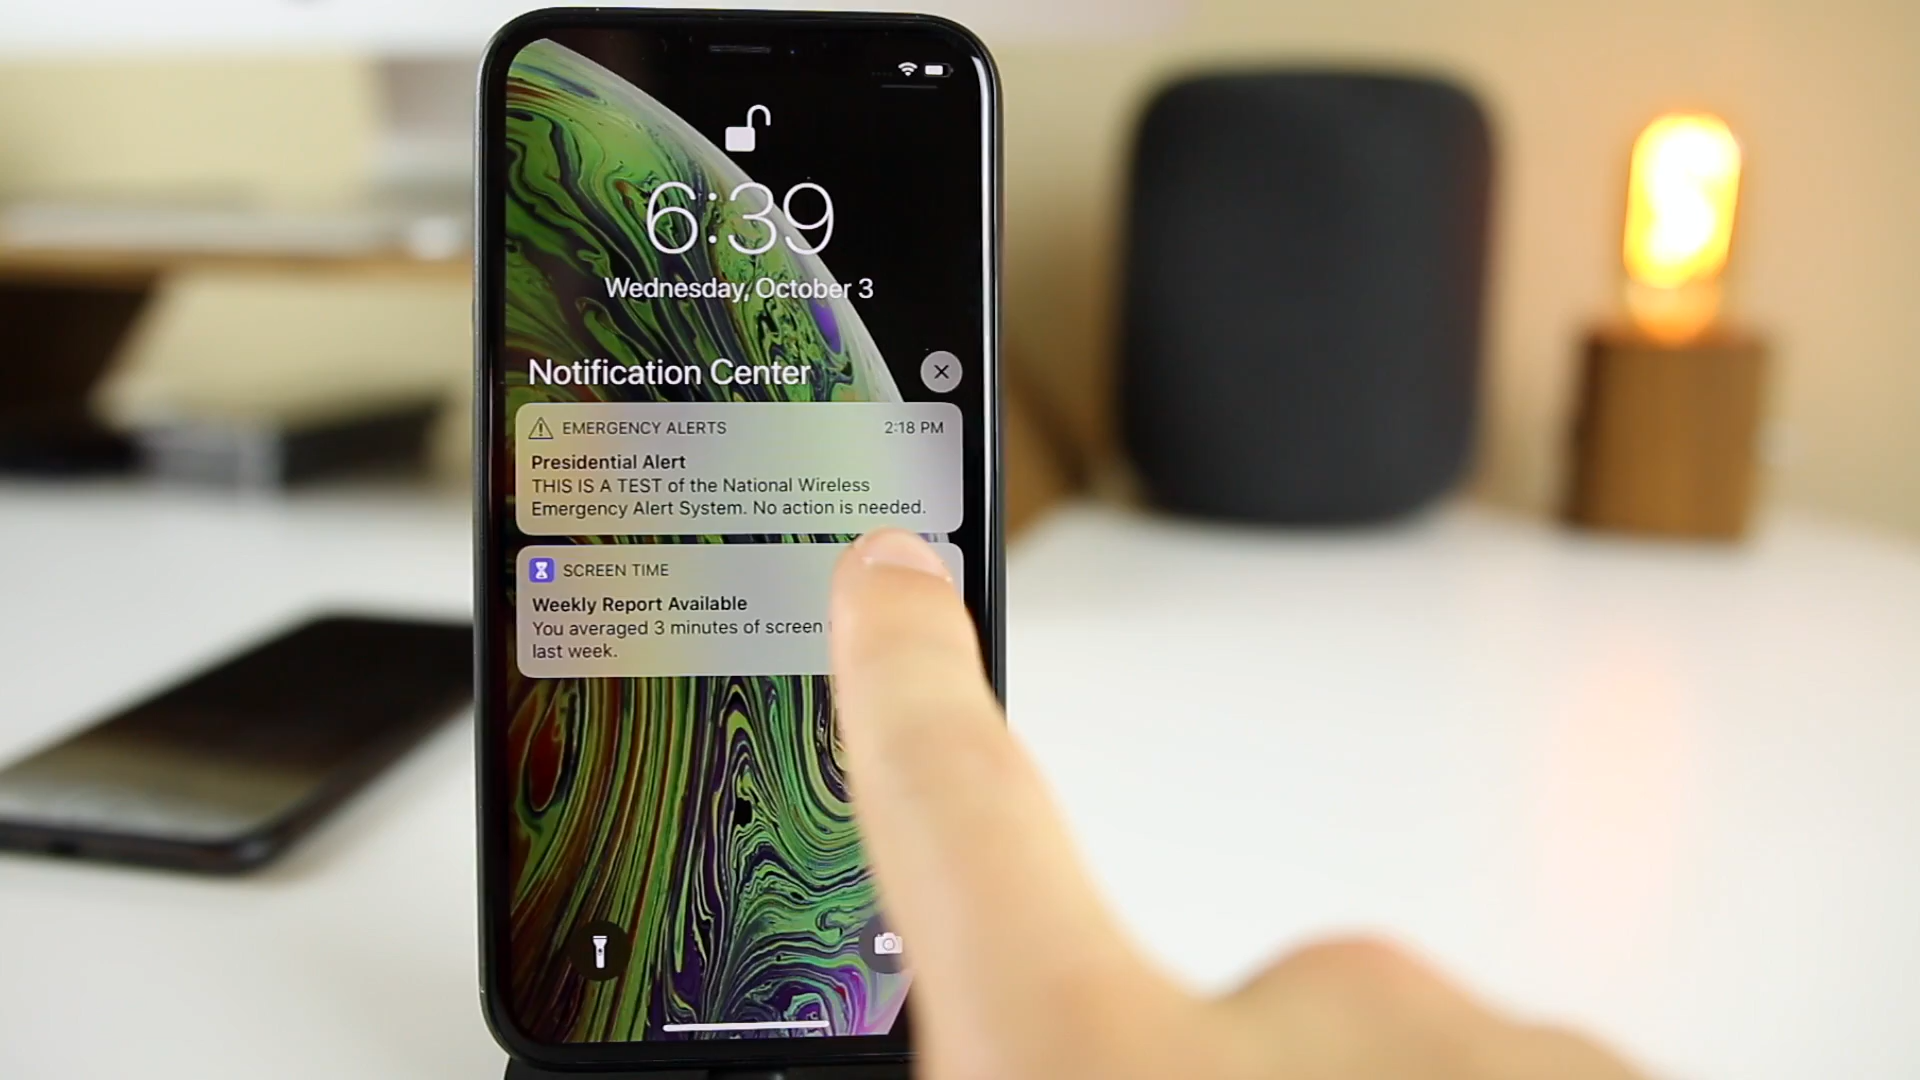 6:39
Wednesday, October 3
Notification Center
EMERGENCY ALERTS 2:18 PM
Presidential Alert
THIS IS A TEST of the National Wireless
Emergency Alert System. No action is needed.
SCREEN TIME
Weekly Report Available
You averaged 3 minutes of screen
last week.